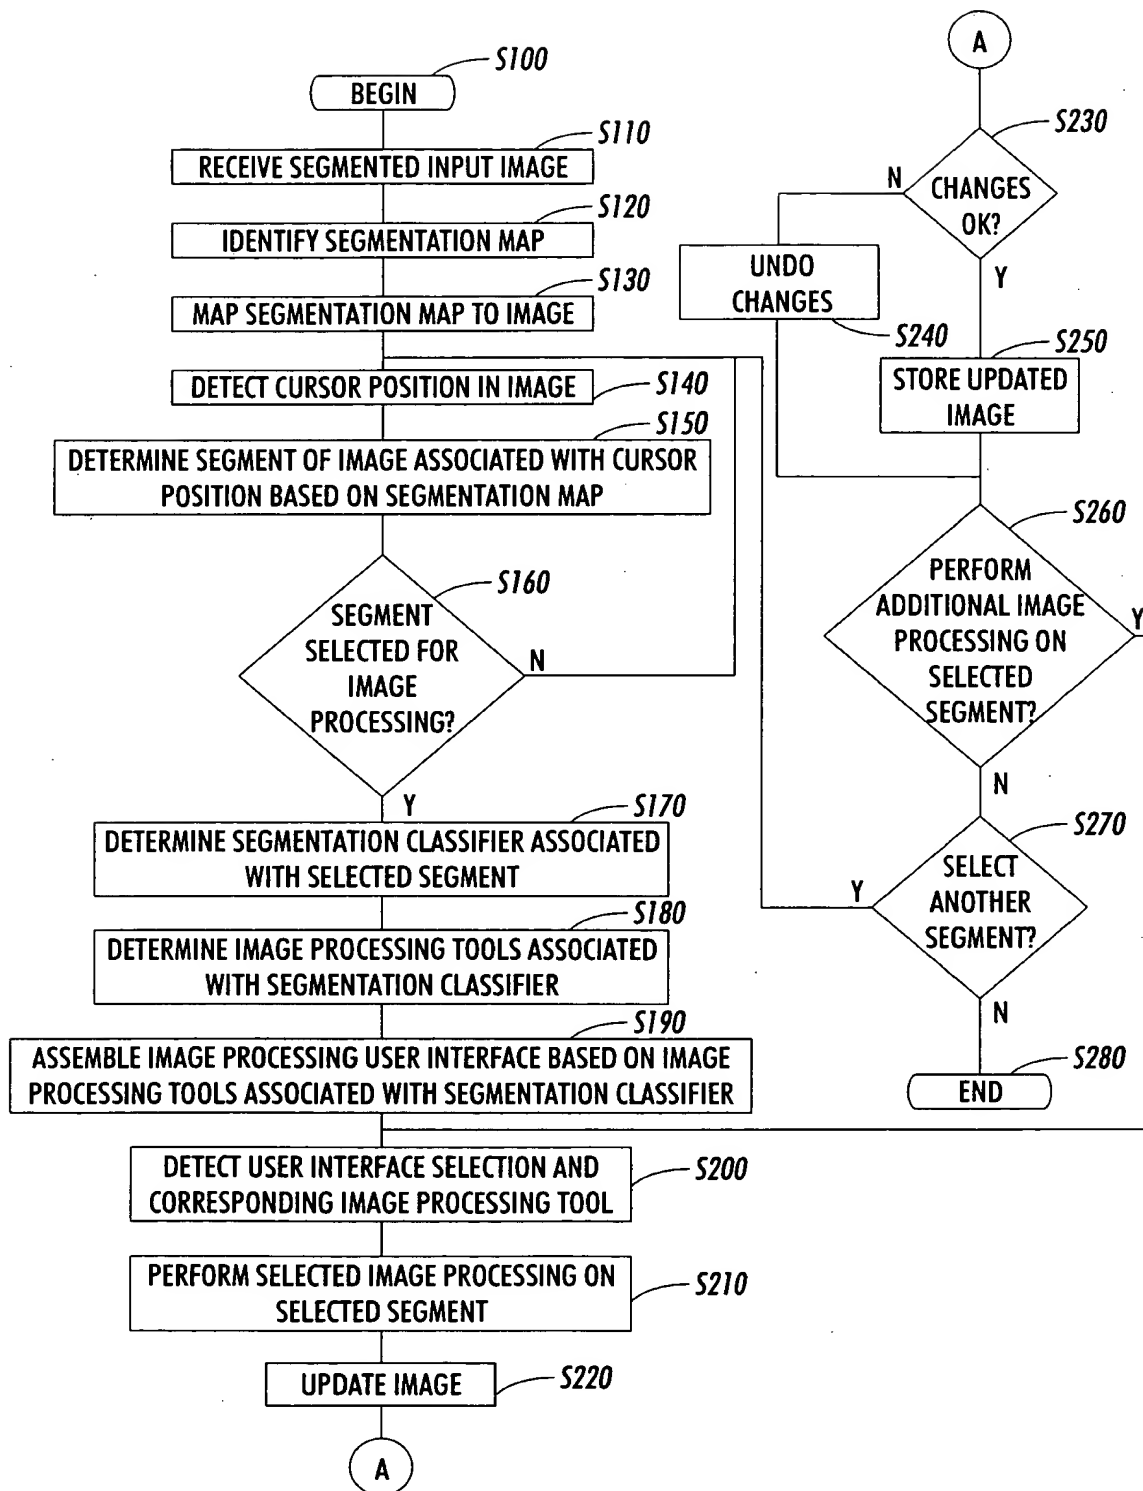 S100
BEGIN
S110
RECEIVE SEGMENTED INPUT IMAGE
S120
IDENTIFY SEGMENTATION MAP
S130
MAP SEGMENTATION MAP TO IMAGE
DETECT CURSOR POSITION IN IMAGE
S140
S150
DETERMINE SEGMENT OF IMAGE ASSOCIATED WITH CURSOR
POSITION BASED ON SEGMENTATION MAP
S160
SEGMENT
SELECTED FOR
IMAGE
PROCESSING?
N
Y
S170
DETERMINE SEGMENTATION CLASSIFIER ASSOCIATED
WITH SELECTED SEGMENT
S180
DETERMINE IMAGE PROCESSING TOOLS ASSOCIATED
WITH SEGMENTATION CLASSIFIER
S190
ASSEMBLE IMAGE PROCESSING USER INTERFACE BASED ON IMAGE
PROCESSING TOOLS ASSOCIATED WITH SEGMENTATION CLASSIFIER
DETECT USER INTERFACE SELECTION AND
CORRESPONDING IMAGE PROCESSING TOOL
S200
PERFORM SELECTED IMAGE PROCESSING ON
SELECTED SEGMENT
S210
UPDATE IMAGE
S220
A
A
S230
CHANGES
OK?
N
Y
UNDO
CHANGES
S240
S250
STORE UPDATED
IMAGE
S260
PERFORM
ADDITIONAL IMAGE
PROCESSING ON
SELECTED
SEGMENT?
Y
N
S270
SELECT
ANOTHER
SEGMENT?
Y
N
S280
END